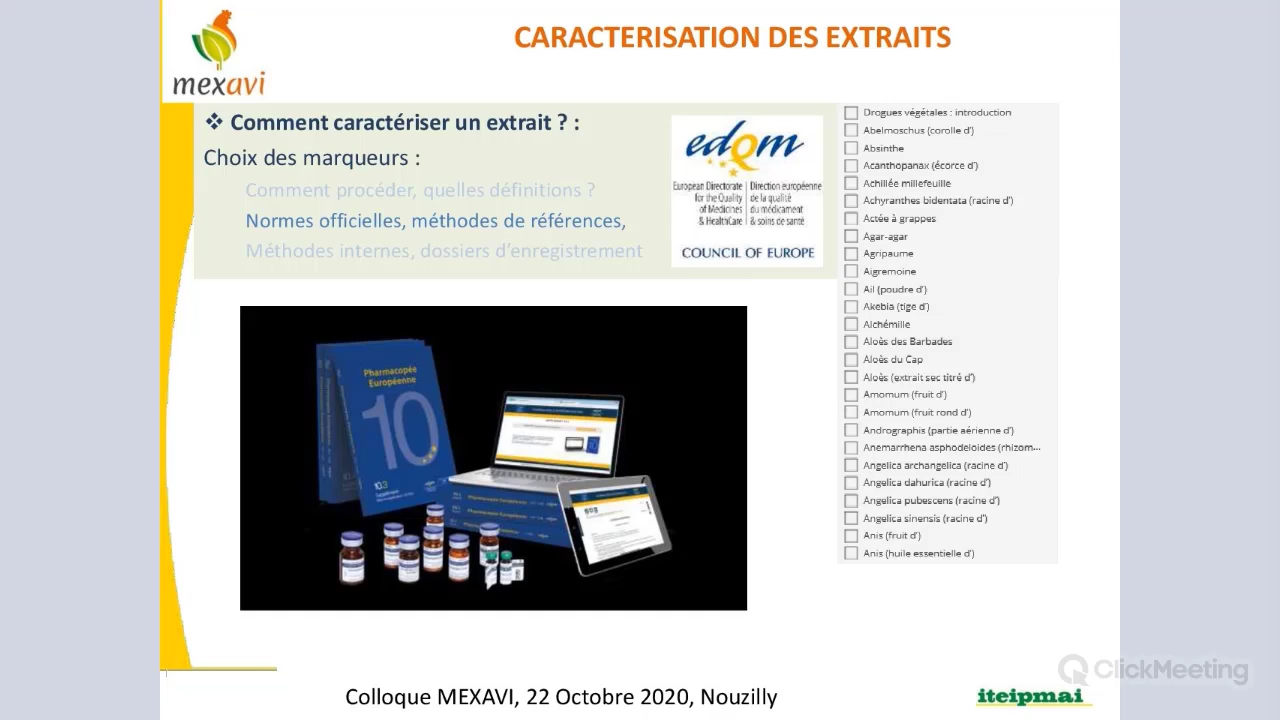 mexavi
CARACTERISATION DES EXTRAITS
❖ Comment caractériser un extrait ? :
Choix des marqueurs :
Comment procéder, quelles définitions ?
Normes officielles, méthodes de références,
Méthodes internes, dossiers d'enregistrement
edQm
European Directorate
for the Quality
of Medicines
& HealthCare
Direction européenne
de la qualité
du médicament
& soins de santé
COUNCIL OF EUROPE
Drogues végétales : introduction
Abelmoschus (corolle d')
Absinthe
Acanthopanax (écorce d')
Achillée millefeuille
Achyranthes bidentata (racine d')
Actée à grappes
Agar-agar
Agripaume
Aigremoine
Ail (poudre d')
Akebia (tige d')
Alchémille
Aloès des Barbades
Aloès du Cap
Aloès (extrait sec titré d')
Amomum (fruit d')
Amomum (fruit rond d')
Andrographis (partie aérienne d')
Anemarrhena asphodeloides (rhizom...
Angelica archangelica (racine d')
Angelica dahurica (racine d')
Angelica pubescens (racine d')
Angelica sinensis (racine d')
Anis (fruit d')
Anis (huile essentielle d')
Pharmacopée
Européenne
10
10.3
Pharmacopée Européenne
Pharmacopée Européenne
Colloque MEXAVI, 22 Octobre 2020, Nouzilly
iteipmai
ClickMeeting